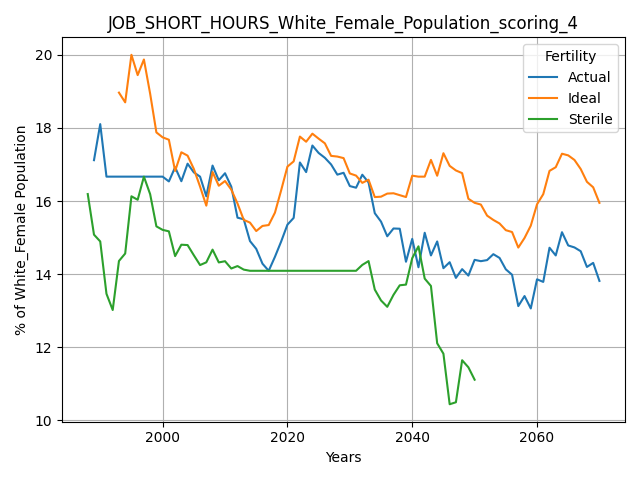 JOB_SHORT_HOURS_White_Female_Population_scoring_4
Fertility
Actual
Ideal
Sterile
% of White_Female Population
20
18
16
14
12
10
2000
2020
2040
2060
Years